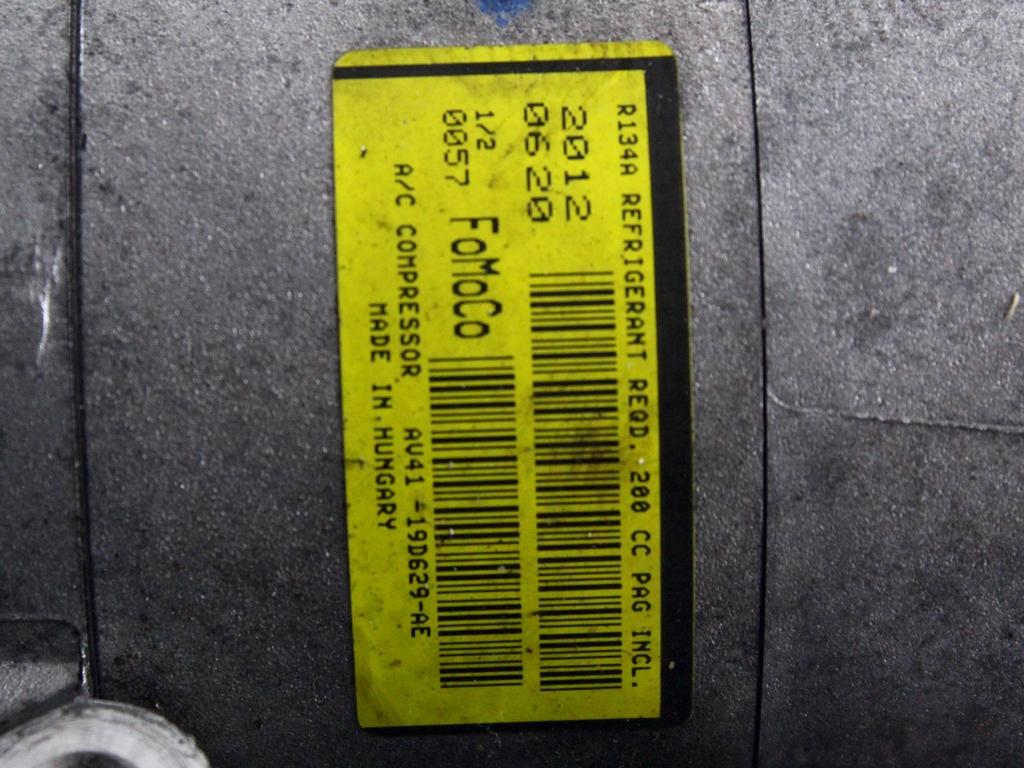 R134A REFRIGERANT REQD. 200 CC PAG INCL.
2012
0620
1/2
0057
FoMoCo
A/C COMPRESSOR AV41 -19D629-AE
MADE IN HUNGARY